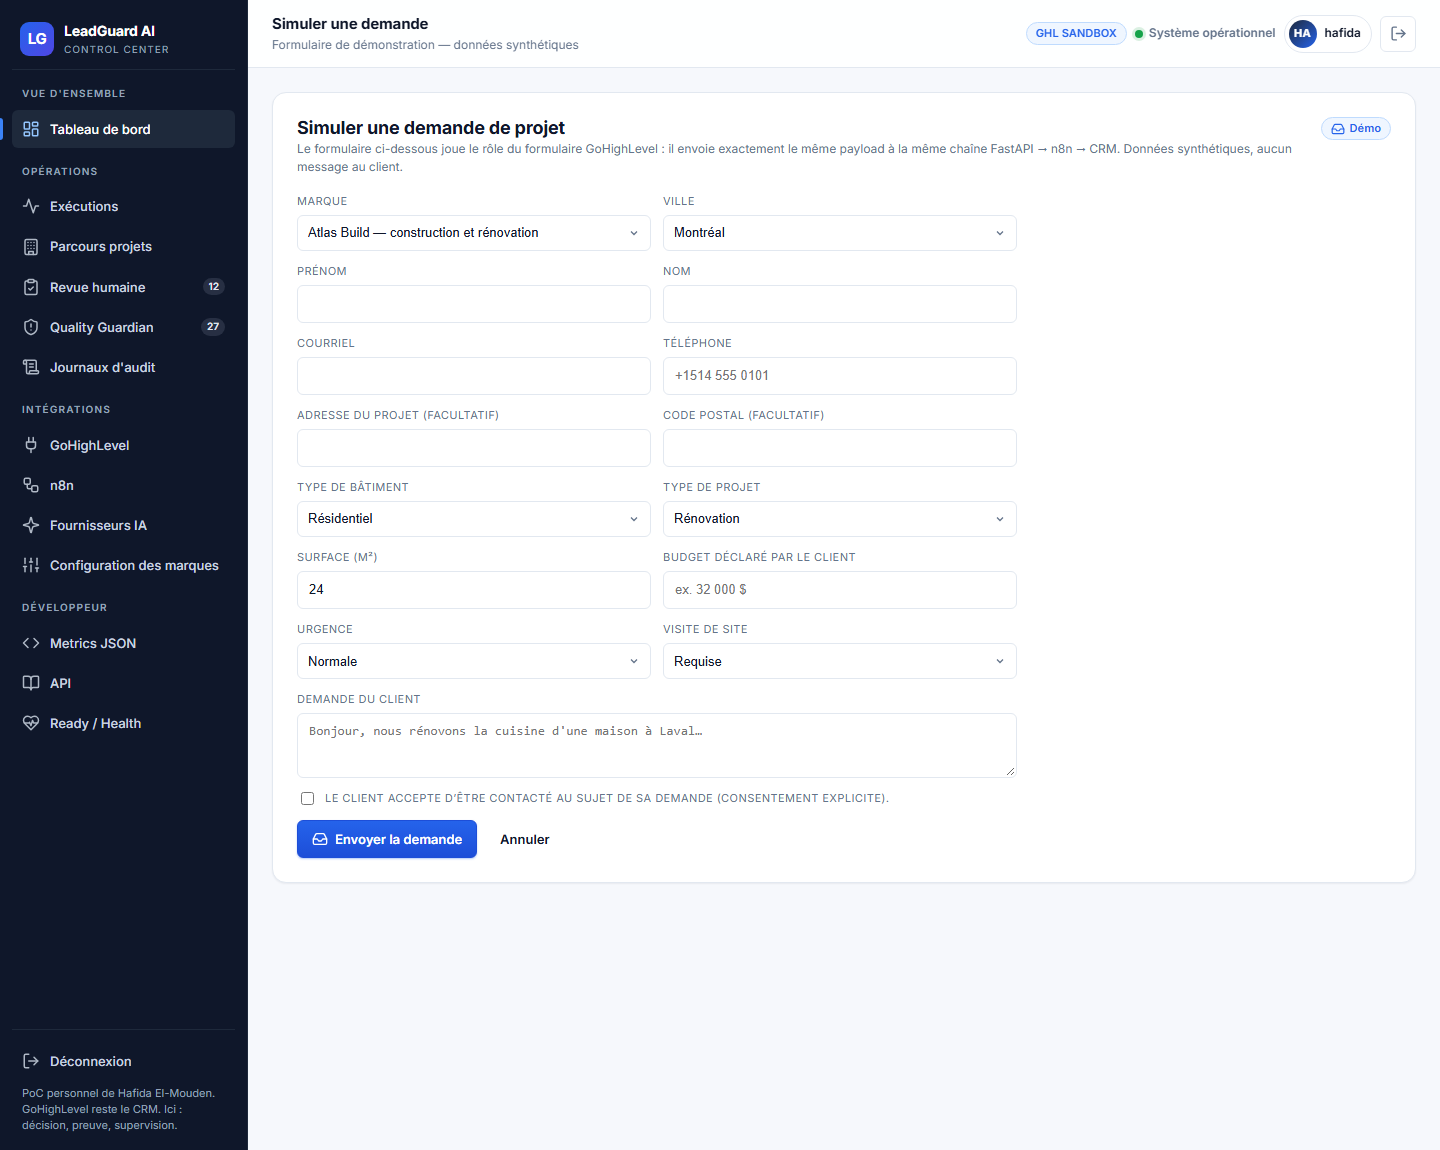 LG
LeadGuard AI
CONTROL CENTER
VUE D'ENSEMBLE
Tableau de bord
OPÉRATIONS
Exécutions
Parcours projets
Revue humaine 12
Quality Guardian 27
Journaux d'audit
INTÉGRATIONS
GoHighLevel
n8n
Fournisseurs IA
Configuration des marques
DÉVELOPPEUR
Metrics JSON
API
Ready / Health
Déconnexion
PoC personnel de Hafida El-Mouden.
GoHighLevel reste le CRM. Ici :
décision, preuve, supervision.
Simuler une demande
Formulaire de démonstration — données synthétiques
GHL SANDBOX
Système opérationnel
HA
hafida
Simuler une demande de projet
Démo
Le formulaire ci-dessous joue le rôle du formulaire GoHighLevel : il envoie exactement le même payload à la même chaîne FastAPI → n8n → CRM. Données synthétiques, aucun
message au client.
MARQUE VILLE
Atlas Build — construction et rénovation Montréal
PRÉNOM NOM
COURRIEL TÉLÉPHONE
+1514 555 0101
ADRESSE DU PROJET (FACULTATIF) CODE POSTAL (FACULTATIF)
TYPE DE BÂTIMENT TYPE DE PROJET
Résidentiel Rénovation
SURFACE (M²) BUDGET DÉCLARÉ PAR LE CLIENT
24 ex. 32 000 $
URGENCE VISITE DE SITE
Normale Requise
DEMANDE DU CLIENT
Bonjour, nous rénovons la cuisine d'une maison à Laval…
LE CLIENT ACCEPTE D'ÊTRE CONTACTÉ AU SUJET DE SA DEMANDE (CONSENTEMENT EXPLICITE).
Envoyer la demande Annuler